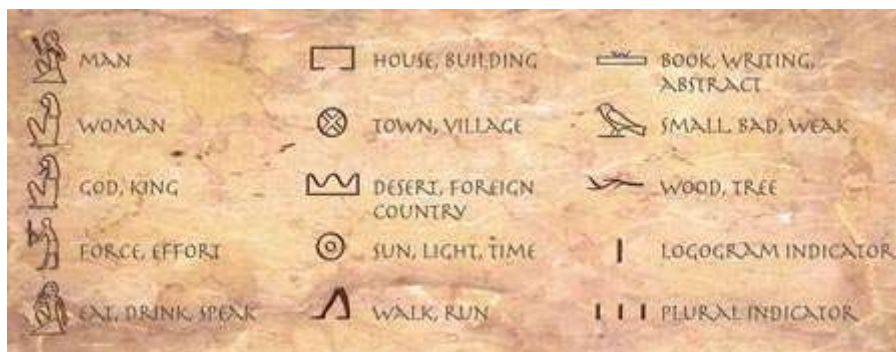 MAN
HOUSE, BUILDING
BOOK, WRITING,
ABSTRACT
WOMAN
TOWN, VILLAGE
SMALL, BAD, WEAK
GOD, KING
DESERT, FOREIGN
COUNTRY
WOOD, TREE
FORCE, EFFORT
SUN, LIGHT, TIME
LOGOGRAM INDICATOR
EAT, DRINK, SPEAK
WALK, RUN
PLURAL INDICATOR